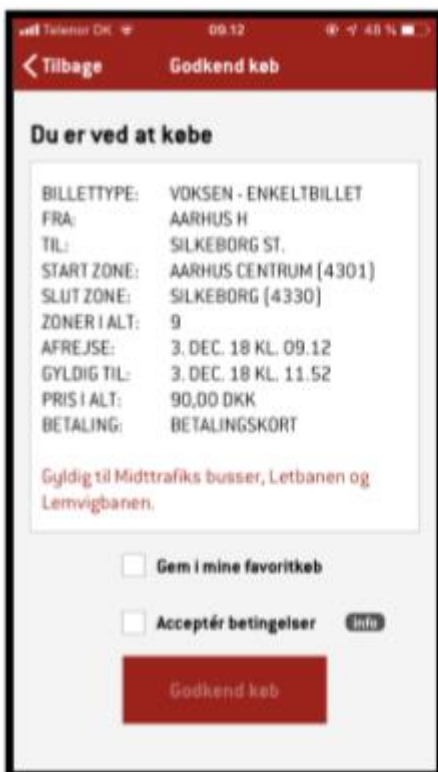 Telenor DK 09.12 48 %
Tilbage Godkend køb
Du er ved at købe
BILLETTYPE: VOKSEN - ENKELTBILLET
FRA: AARHUS H
TIL: SILKEBORG ST.
START ZONE: AARHUS CENTRUM (4301)
SLUT ZONE: SILKEBORG (4330)
ZONER I ALT: 9
AFREJSE: 3. DEC. 18 KL. 09.12
GYLDIG TIL: 3. DEC. 18 KL. 11.52
PRIS I ALT: 90,00 DKK
BETALING: BETALINGSKORT
Gyldig til Midttrafiks busser, Letbanen og
Lemvigbanen.
Gem i mine favoritkøb
Acceptér betingelser info
Godkend køb